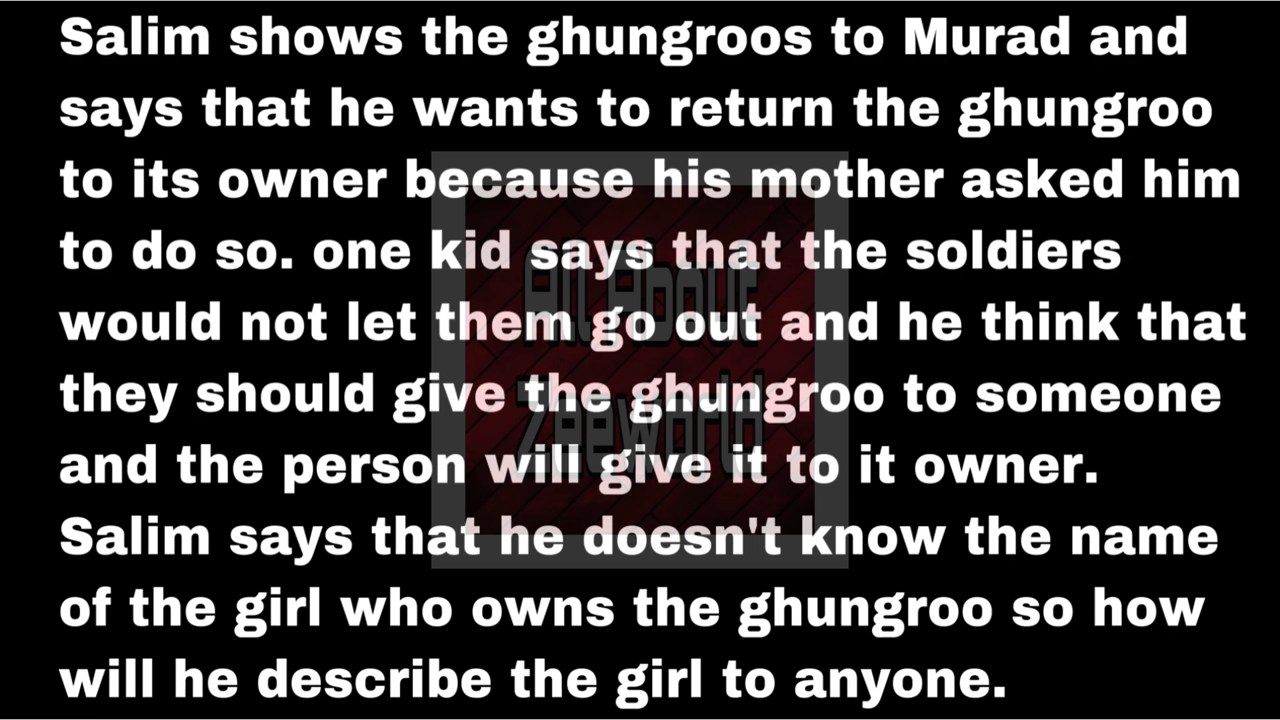 Salim shows the ghungroos to Murad and
says that he wants to return the ghungroo
to its owner because his mother asked him
to do so. one kid says that the soldiers
would not let them go out and he think that
they should give the ghungroo to someone
and the person will give it to it owner.
Salim says that he doesn't know the name
of the girl who owns the ghungroo so how
will he describe the girl to anyone.
All About
Zeeworld